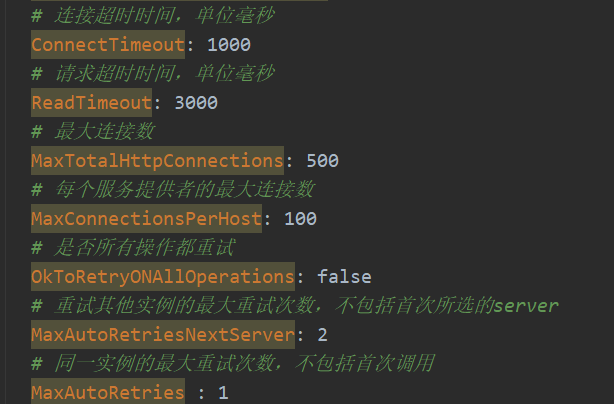 # 连接超时时间，单位毫秒
ConnectTimeout: 1000
# 请求超时时间，单位毫秒
ReadTimeout: 3000
# 最大连接数
MaxTotalHttpConnections: 500
# 每个服务提供者的最大连接数
MaxConnectionsPerHost: 100
# 是否所有操作都重试
OkToRetryONAllOperations: false
# 重试其他实例的最大重试次数，不包括首次所选的server
MaxAutoRetriesNextServer: 2
# 同一实例的最大重试次数，不包括首次调用
MaxAutoRetries : 1